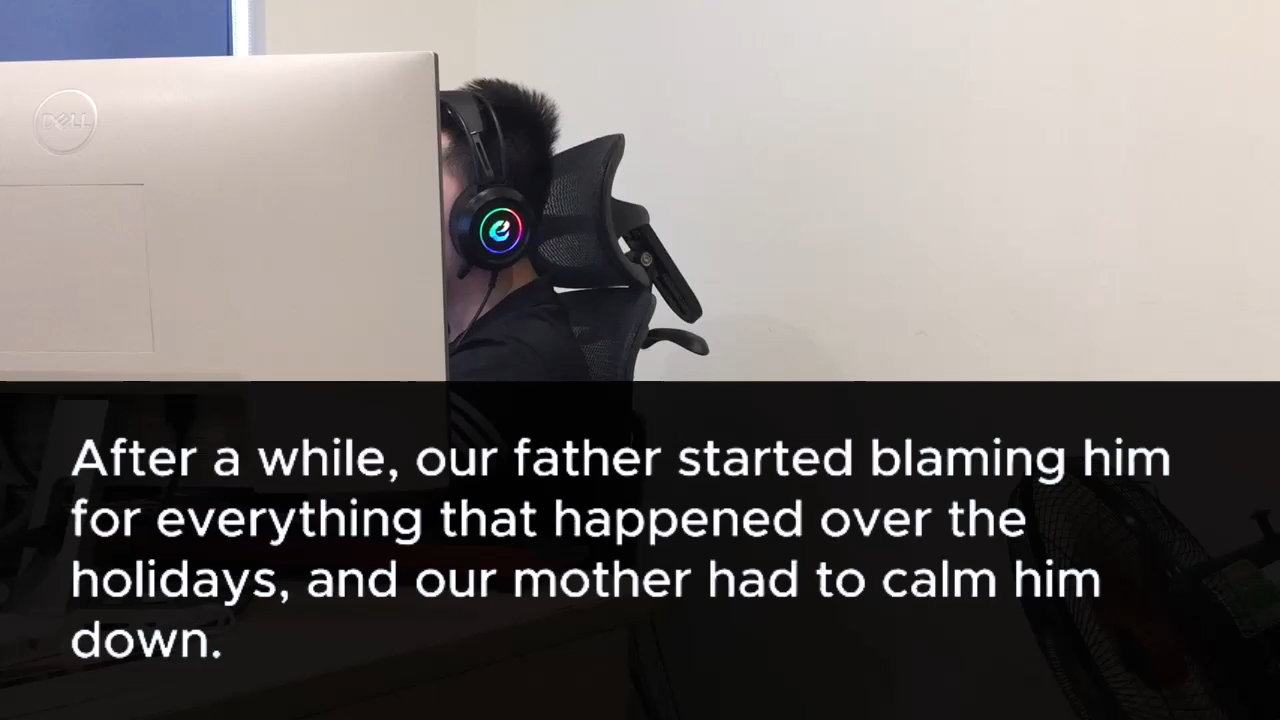 DELL
After a while, our father started blaming him
for everything that happened over the
holidays, and our mother had to calm him
down.